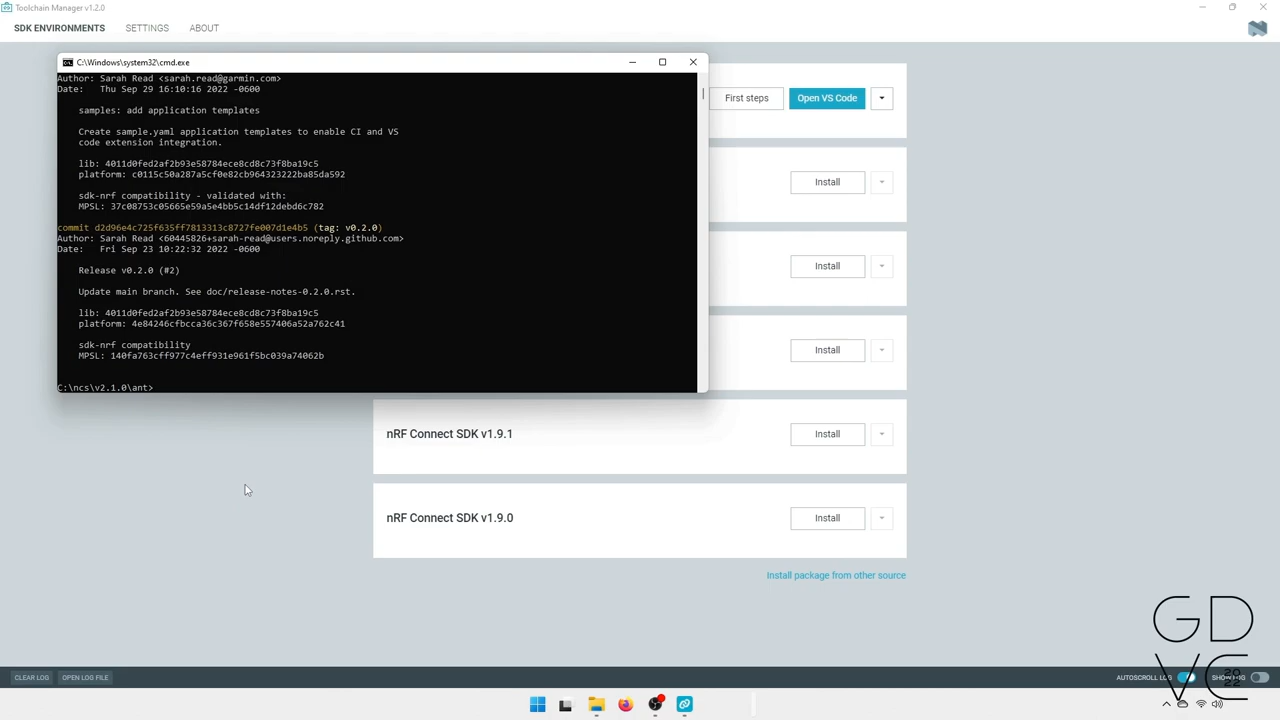 Toolchain Manager v1.2.0
SDK ENVIRONMENTS SETTINGS ABOUT
C:\Windows\system32\cmd.exe
Author: Sarah Read <sarah.read@garmin.com>
Date: Thu Sep 29 16:10:16 2022 -0600
samples: add application templates
Create sample.yaml application templates to enable CI and VS
code extension integration.
lib: 4011d0fed2af2b93e58784ece8cd8c73f8ba19c5
platform: c0115c50a287a5cf0e82cb964323222ba85da592
sdk-nrf compatibility - validated with:
MPSL: 37c08753c05665e59a5e4bb5c14df12debd6c782
commit d2d96e4c725f635ff7813313c8727fe007d1e4b5 (tag: v0.2.0)
Author: Sarah Read <60445826+sarah-read@users.noreply.github.com>
Date: Fri Sep 23 10:22:32 2022 -0600
Release v0.2.0 (#2)
Update main branch. See doc/release-notes-0.2.0.rst.
lib: 4011d0fed2af2b93e58784ece8cd8c73f8ba19c5
platform: 4e84246cfbcca36c367f658e557406a52a762c41
sdk-nrf compatibility
MPSL: 140fa763cff977c4eff931e961f5bc039a74062b
C:\ncs\v2.1.0\ant>
First steps Open VS Code
Install
Install
Install
nRF Connect SDK v1.9.1 Install
nRF Connect SDK v1.9.0 Install
Install package from other source
CLEAR LOG OPEN LOG FILE AUTOSCROLL LOG SHOW LOG
GD
VC
2022